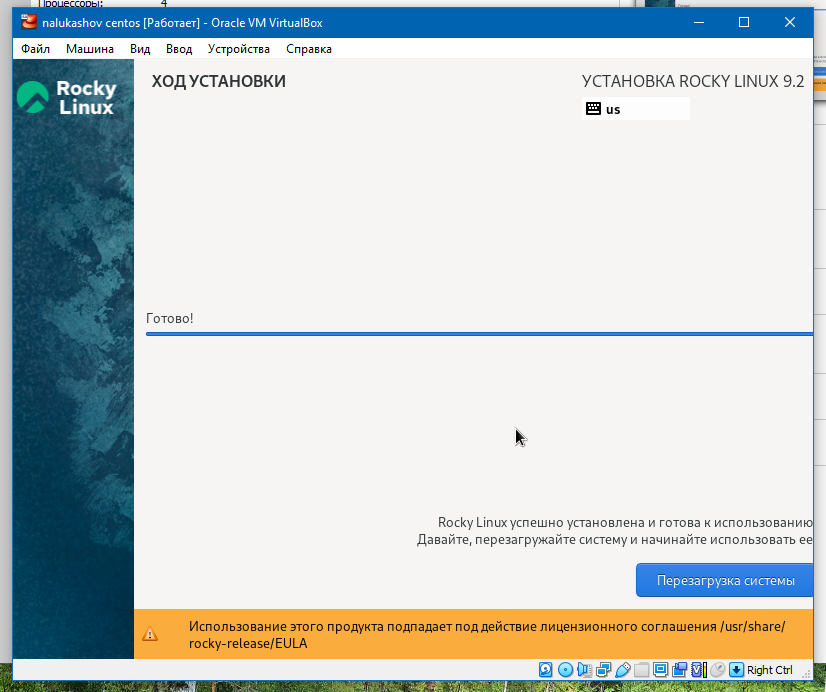 Процессоры: 4
nalukashov centos [Работает] - Oracle VM VirtualBox
Файл Машина Вид Ввод Устройства Справка
Rocky
Linux
ХОД УСТАНОВКИ
УСТАНОВКА ROCKY LINUX 9.2
us
Готово!
Rocky Linux успешно установлена и готова к использованию
Давайте, перезагружайте систему и начинайте использовать ее
Перезагрузка системы
Использование этого продукта подпадает под действие лицензионного соглашения /usr/share/
rocky-release/EULA
Right Ctrl